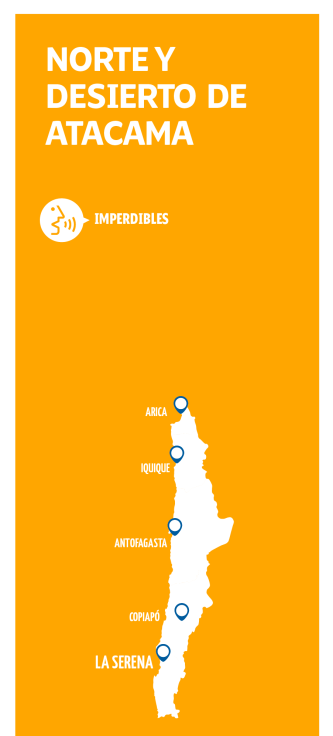 NORTE Y
DESIERTO DE
ATACAMA
IMPERDIBLES
ARICA
IQUIQUE
ANTOFAGASTA
COPIAPÓ
LA SERENA